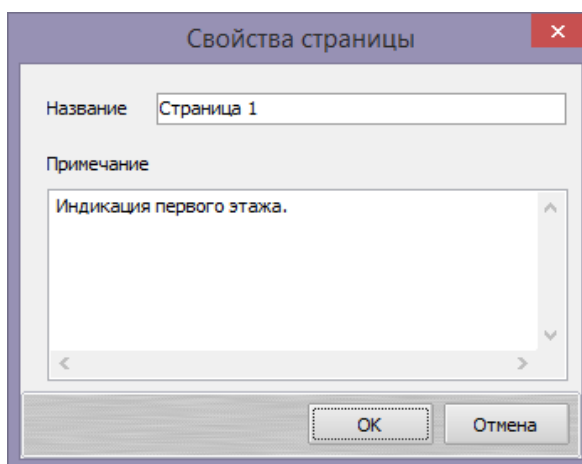 Свойства страницы
Название Страница 1
Примечание
Индикация первого этажа.
OK Отмена